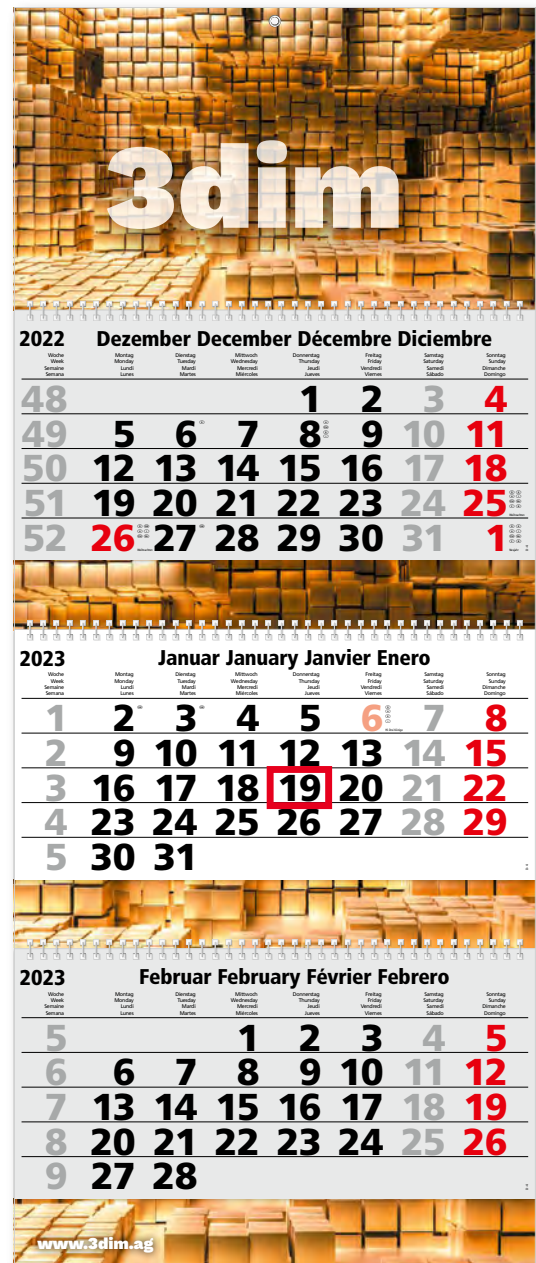 3dim
2022 Dezember December Décembre Diciembre
Woche Montag Dienstag Mittwoch Donnerstag Freitag Samstag Sonntag
Week Monday Tuesday Wednesday Thursday Friday Saturday Sunday
Semaine Lundi Mardi Mercredi Jeudi Vendredi Samedi Dimanche
Semana Lunes Martes Miércoles Jueves Viernes Sábado Domingo
48 1 2 3 4
49 5 6 7 8 9 10 11
50 12 13 14 15 16 17 18
51 19 20 21 22 23 24 25
52 26 27 28 29 30 31 1
2023 Januar January Janvier Enero
Woche Montag Dienstag Mittwoch Donnerstag Freitag Samstag Sonntag
Week Monday Tuesday Wednesday Thursday Friday Saturday Sunday
Semaine Lundi Mardi Mercredi Jeudi Vendredi Samedi Dimanche
Semana Lunes Martes Miércoles Jueves Viernes Sábado Domingo
1 2 3 4 5 6 7 8
2 9 10 11 12 13 14 15
3 16 17 18 19 20 21 22
4 23 24 25 26 27 28 29
5 30 31
2023 Februar February Février Febrero
Woche Montag Dienstag Mittwoch Donnerstag Freitag Samstag Sonntag
Week Monday Tuesday Wednesday Thursday Friday Saturday Sunday
Semaine Lundi Mardi Mercredi Jeudi Vendredi Samedi Dimanche
Semana Lunes Martes Miércoles Jueves Viernes Sábado Domingo
5 1 2 3 4 5
6 6 7 8 9 10 11 12
7 13 14 15 16 17 18 19
8 20 21 22 23 24 25 26
9 27 28
www.3dim.ag